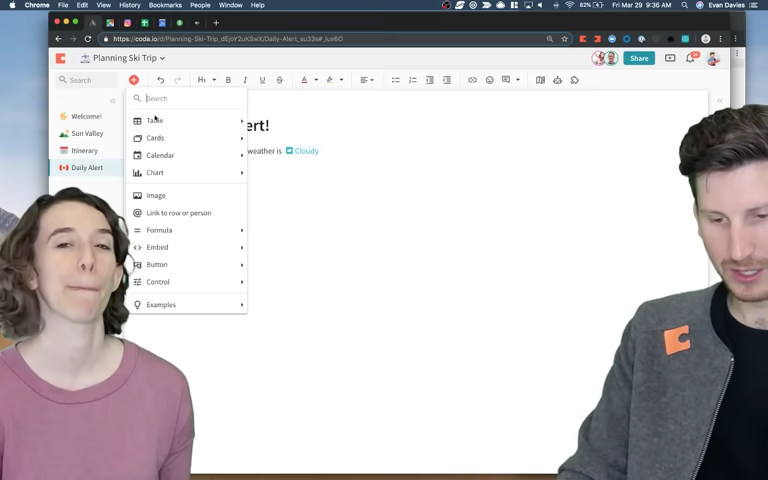 Chrome File Edit View History Bookmarks People Window Help 82% Fri Mar 29 9:36 AM Evan Davies
https://coda.io/d/Planning-Ski-Trip_dEjoY2uKSwX/Daily-Alert_su33s#_lus6O
Planning Ski Trip
Share
Search
H1 B I U S A
Search
Welcome!
Sun Valley
Itinerary
Daily Alert
Table
Cards
Calendar
Chart
Image
Link to row or person
Formula
Embed
Button
Control
Examples
ert!
weather is Cloudy